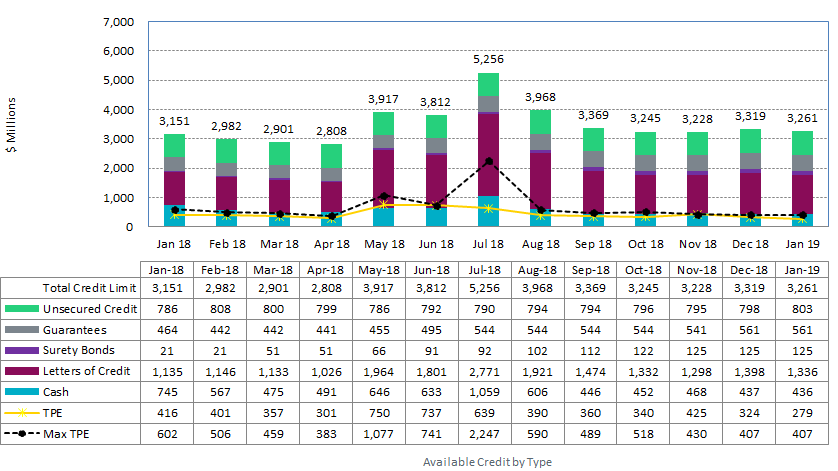 7,000
6,000
5,000
4,000
3,000
2,000
1,000
0
$ Millions
3,151
2,982
2,901
2,808
3,917
3,812
5,256
3,968
3,369
3,245
3,228
3,319
3,261
Jan 18 Feb 18 Mar 18 Apr 18 May 18 Jun 18 Jul 18 Aug 18 Sep 18 Oct 18 Nov 18 Dec 18 Jan 19
Jan-18 Feb-18 Mar-18 Apr-18 May-18 Jun-18 Jul-18 Aug-18 Sep-18 Oct-18 Nov-18 Dec-18 Jan-19
Total Credit Limit 3,151 2,982 2,901 2,808 3,917 3,812 5,256 3,968 3,369 3,245 3,228 3,319 3,261
Unsecured Credit 786 808 800 799 786 792 790 794 794 796 795 798 803
Guarantees 464 442 442 441 455 495 544 544 544 544 541 561 561
Surety Bonds 21 21 51 51 66 91 92 102 112 122 125 125 125
Letters of Credit 1,135 1,146 1,133 1,026 1,964 1,801 2,771 1,921 1,474 1,332 1,298 1,398 1,336
Cash 745 567 475 491 646 633 1,059 606 446 452 468 437 436
TPE 416 401 357 301 750 737 639 390 360 340 425 324 279
Max TPE 602 506 459 383 1,077 741 2,247 590 489 518 430 407 407
Available Credit by Type